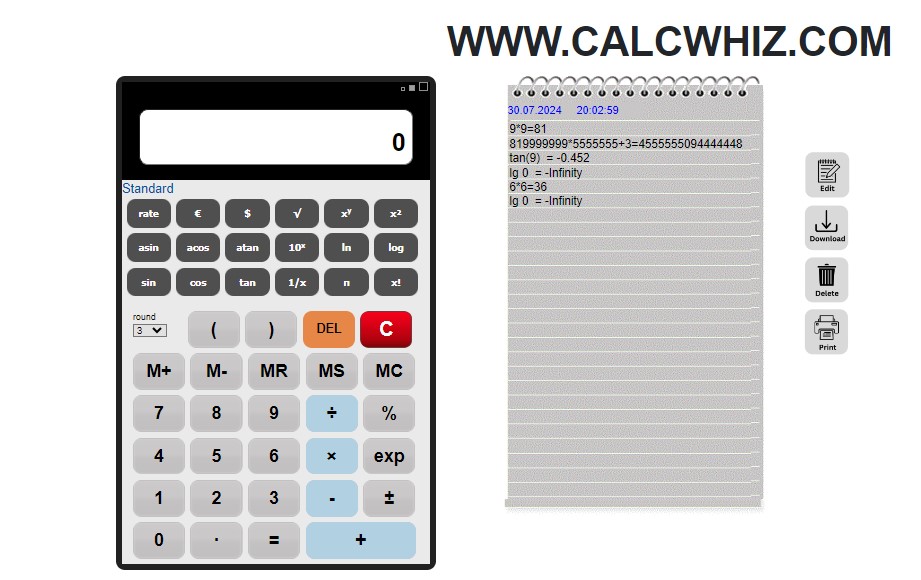 WWW.CALCWHIZ.COM
0
Standard
rate € $ √ xʸ x²
asin acos atan 10ˣ ln log
sin cos tan 1/x n x!
round
3
( ) DEL C
M+ M- MR MS MC
7 8 9 ÷ %
4 5 6 × exp
1 2 3 - ±
0 · = +
30.07.2024 20:02:59
9*9=81
819999999*5555555+3=4555555094444448
tan(9) = -0.452
lg 0 = -Infinity
6*6=36
lg 0 = -Infinity
Edit
Download
Delete
Print